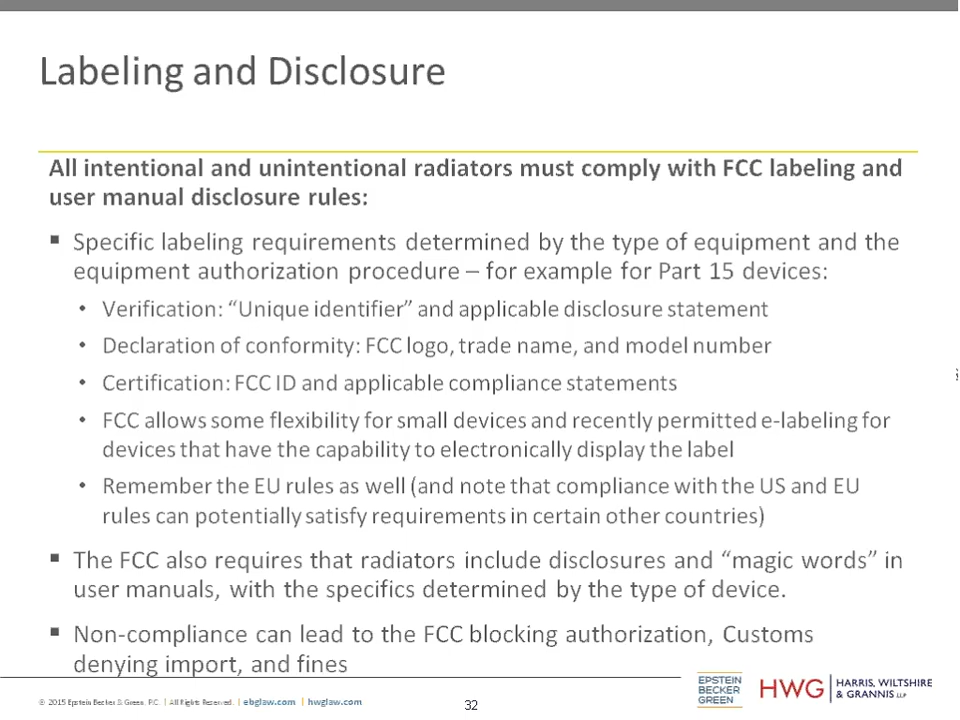 Labeling and Disclosure
All intentional and unintentional radiators must comply with FCC labeling and
user manual disclosure rules:
▪ Specific labeling requirements determined by the type of equipment and the
equipment authorization procedure – for example for Part 15 devices:
• Verification: “Unique identifier” and applicable disclosure statement
• Declaration of conformity: FCC logo, trade name, and model number
• Certification: FCC ID and applicable compliance statements
• FCC allows some flexibility for small devices and recently permitted e-labeling for
devices that have the capability to electronically display the label
• Remember the EU rules as well (and note that compliance with the US and EU
rules can potentially satisfy requirements in certain other countries)
▪ The FCC also requires that radiators include disclosures and “magic words” in
user manuals, with the specifics determined by the type of device.
▪ Non-compliance can lead to the FCC blocking authorization, Customs
denying import, and fines
© 2015 Epstein Becker & Green, P.C. | All Rights Reserved. | ebglaw.com | hwglaw.com
32
EPSTEIN
BECKER
GREEN
HWG | HARRIS, WILTSHIRE
& GRANNIS LLP